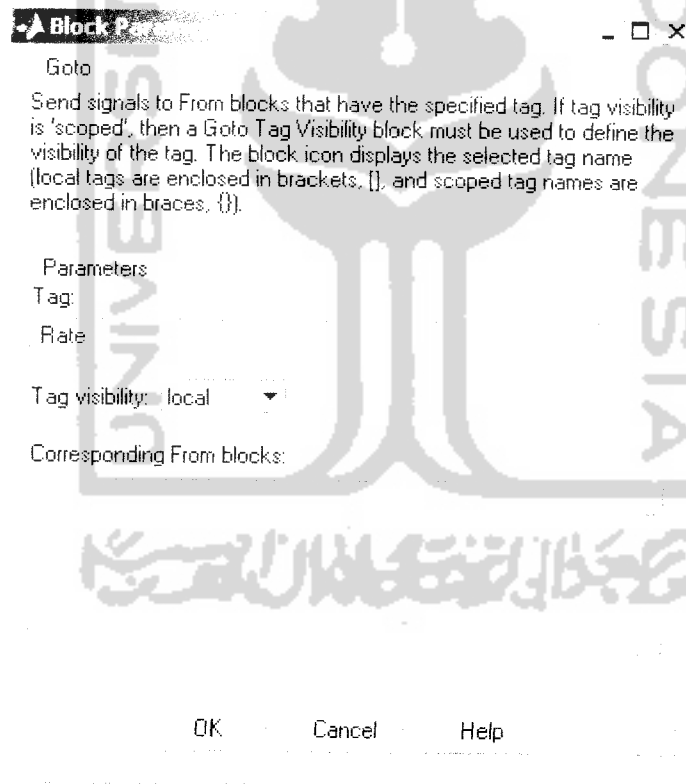 Block
Goto
Send signals to From blocks that have the specified tag. If tag visibility
is 'scoped', then a Goto Tag Visibility block must be used to define the
visibility of the tag. The block icon displays the selected tag name
(local tags are enclosed in brackets, [], and scoped tag names are
enclosed in braces, {}).
Parameters
Tag:
Rate
Tag visibility: local
Corresponding From blocks:
OK Cancel Help